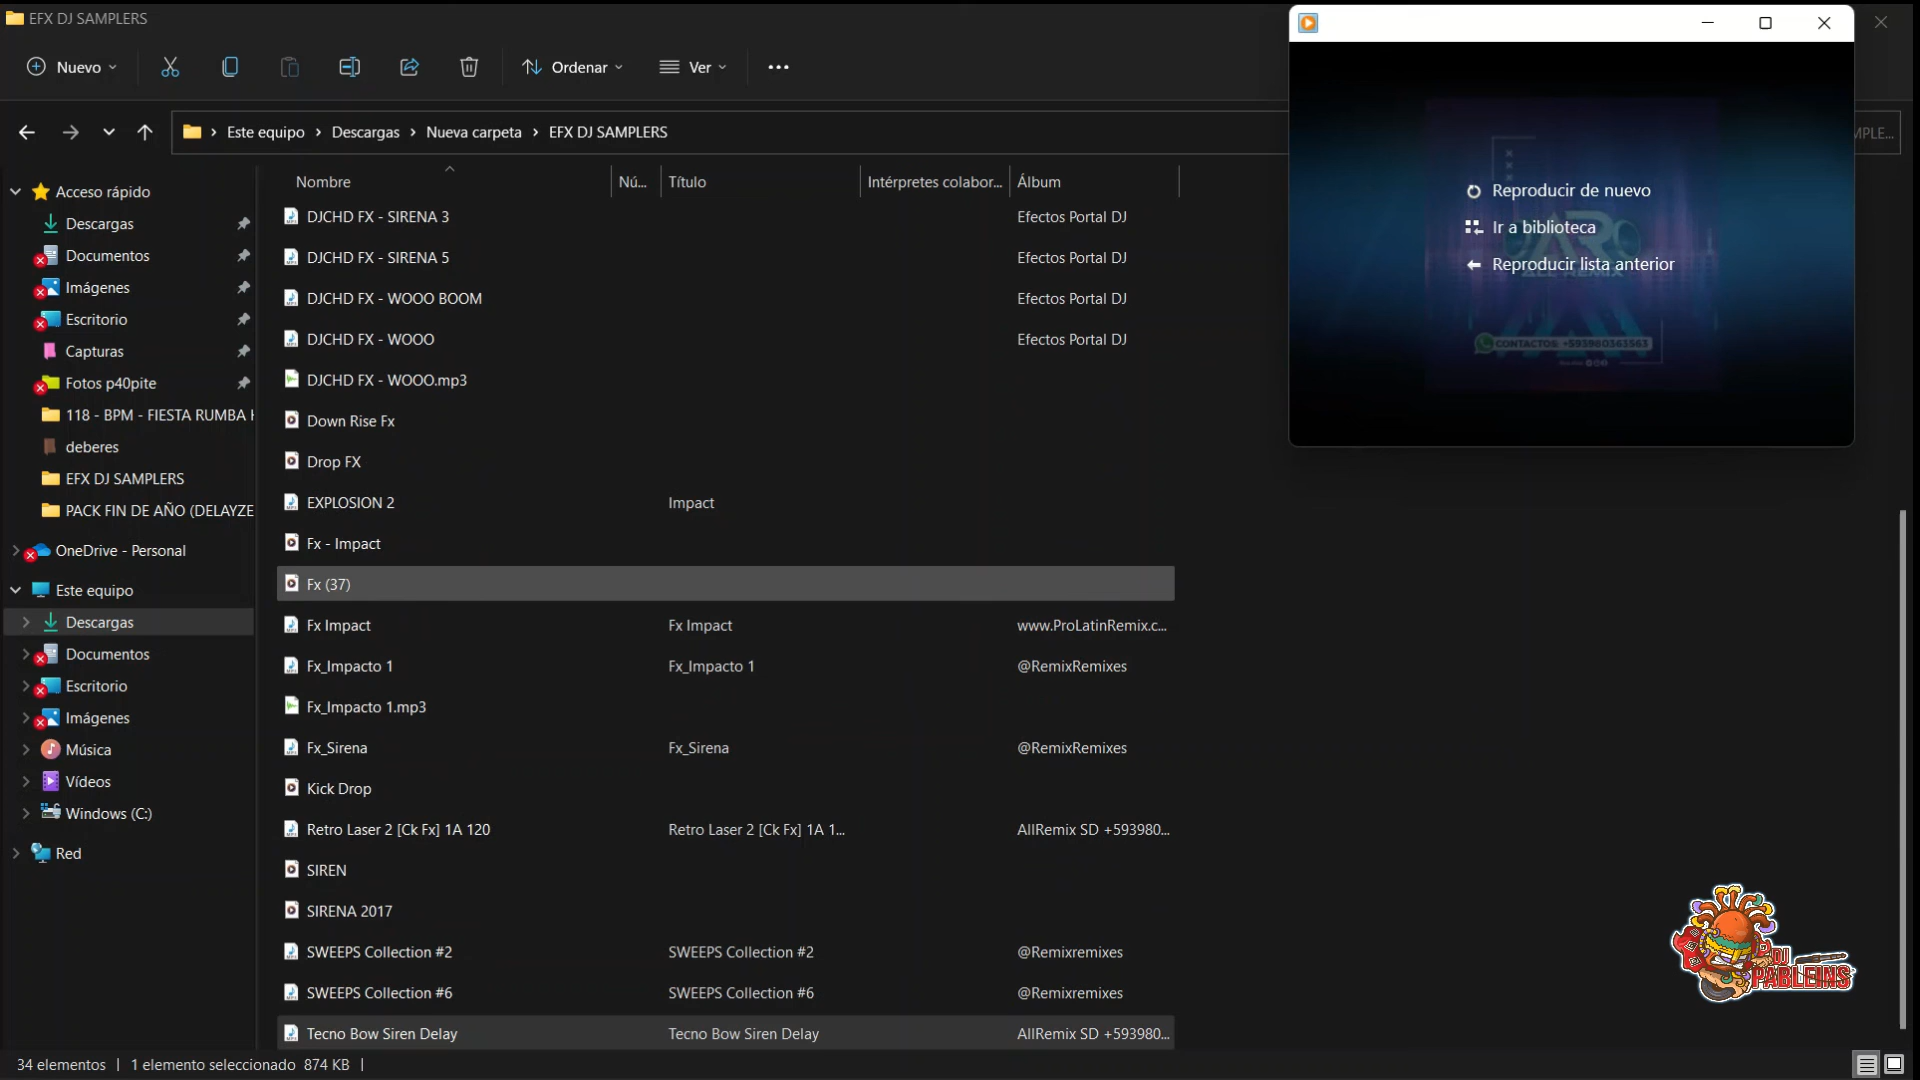 EFX DJ SAMPLERS
Nuevo
Ordenar
Ver
Este equipo
Descargas
Nueva carpeta
EFX DJ SAMPLERS
MPLE...
Acceso rápido
Descargas
Documentos
Imágenes
Escritorio
Capturas
Fotos p40pite
118 - BPM - FIESTA RUMBA
deberes
EFX DJ SAMPLERS
PACK FIN DE AÑO (DELAYZE
OneDrive - Personal
Este equipo
Descargas
Documentos
Escritorio
Imágenes
Música
Vídeos
Windows (C:)
Red
Nombre Nú... Título Intérpretes colabor... Álbum
DJCHD FX - SIRENA 3 Efectos Portal DJ
DJCHD FX - SIRENA 5 Efectos Portal DJ
DJCHD FX - WOOO BOOM Efectos Portal DJ
DJCHD FX - WOOO Efectos Portal DJ
DJCHD FX - WOOO.mp3
Down Rise Fx
Drop FX
EXPLOSION 2 Impact
Fx - Impact
Fx (37)
Fx Impact Fx Impact www.ProLatinRemix.c...
Fx_Impacto 1 Fx_Impacto 1 @RemixRemixes
Fx_Impacto 1.mp3
Fx_Sirena Fx_Sirena @RemixRemixes
Kick Drop
Retro Laser 2 [Ck Fx] 1A 120 Retro Laser 2 [Ck Fx] 1A 1... AllRemix SD +593980...
SIREN
SIRENA 2017
SWEEPS Collection #2 SWEEPS Collection #2 @Remixremixes
SWEEPS Collection #6 SWEEPS Collection #6 @Remixremixes
Tecno Bow Siren Delay Tecno Bow Siren Delay AllRemix SD +593980...
34 elementos
1 elemento seleccionado 874 KB
Reproducir de nuevo
Ir a biblioteca
Reproducir lista anterior
AR
ALL REMIX
CONTACTOS +593980363563
DJ
PABLEINS